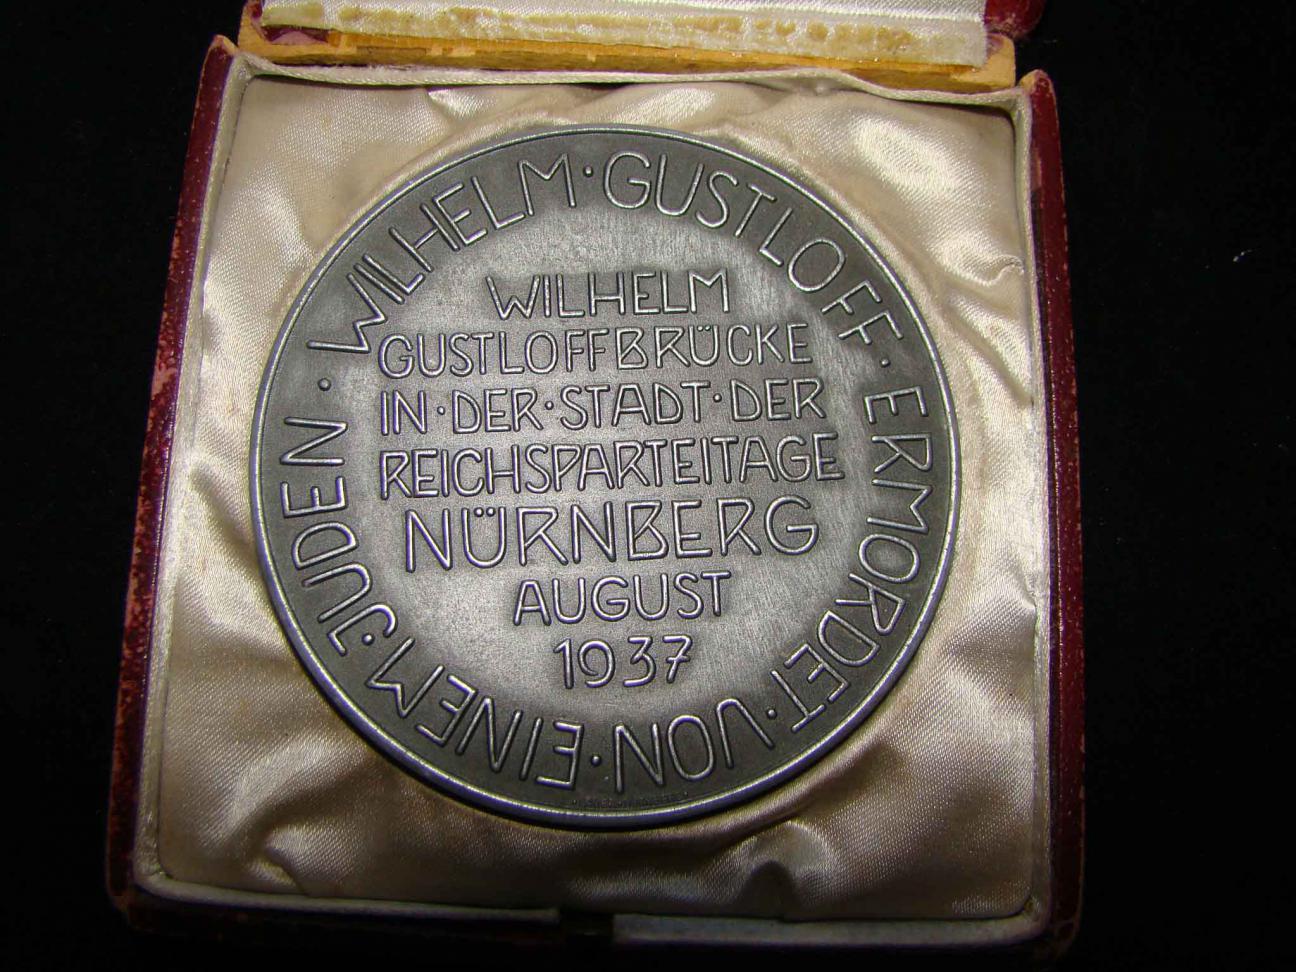 WILHELM · GUSTLOFF · ERMORDET · VON · EINEM · JUDEN ·
WILHELM
GUSTLOFFBRÜCKE
IN · DER · STADT · DER
REICHSPARTEITAGE
NÜRNBERG
AUGUST
1937